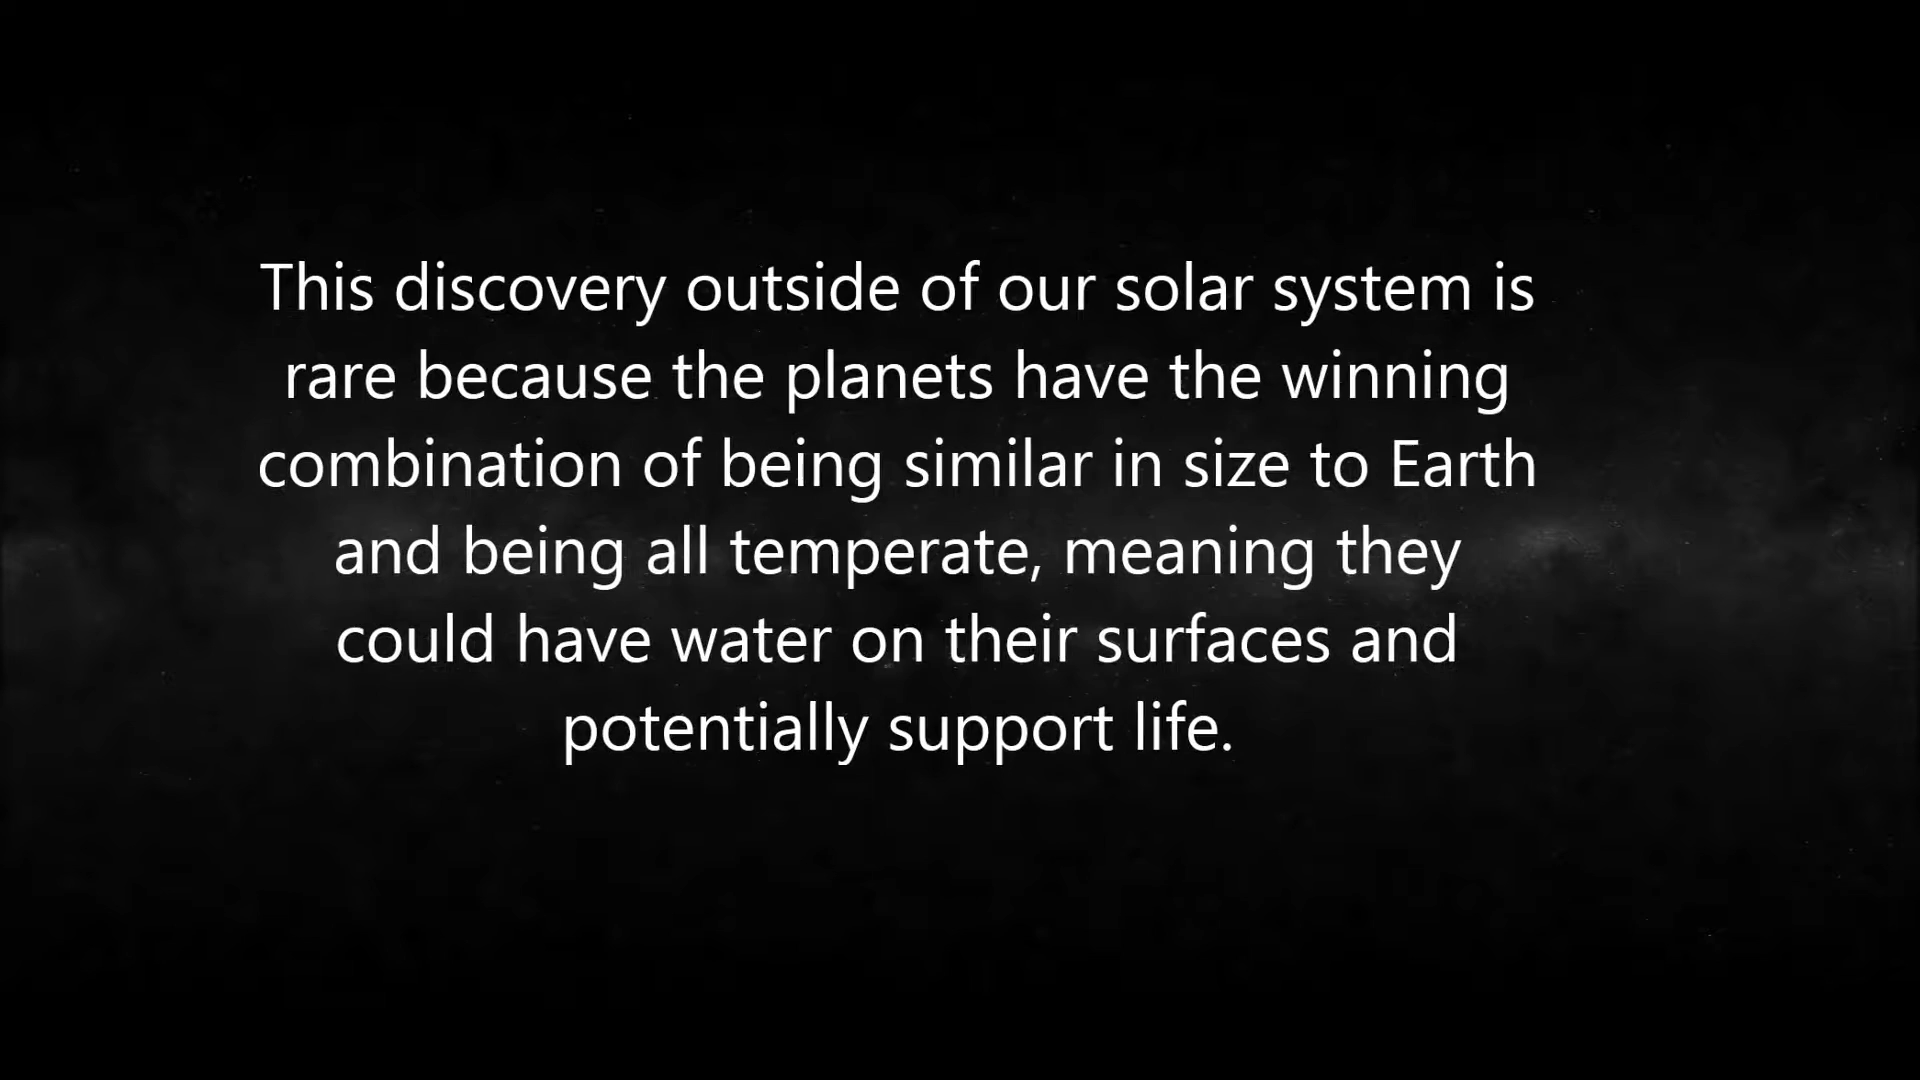 This discovery outside of our solar system is
rare because the planets have the winning
combination of being similar in size to Earth
and being all temperate, meaning they
could have water on their surfaces and
potentially support life.